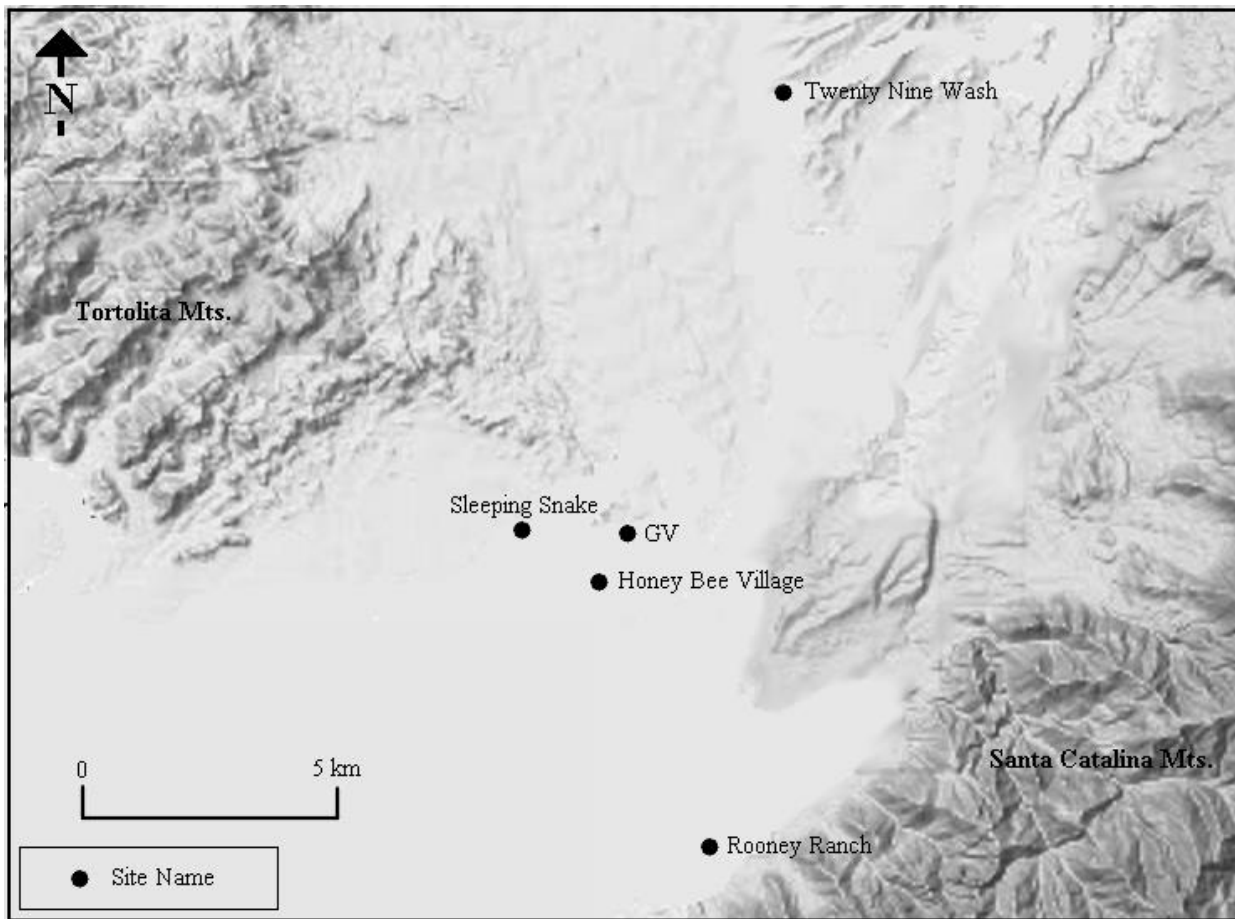 N
Twenty Nine Wash
Tortolita Mts.
Sleeping Snake
GV
Honey Bee Village
Santa Catalina Mts.
0 5 km
Rooney Ranch
Site Name